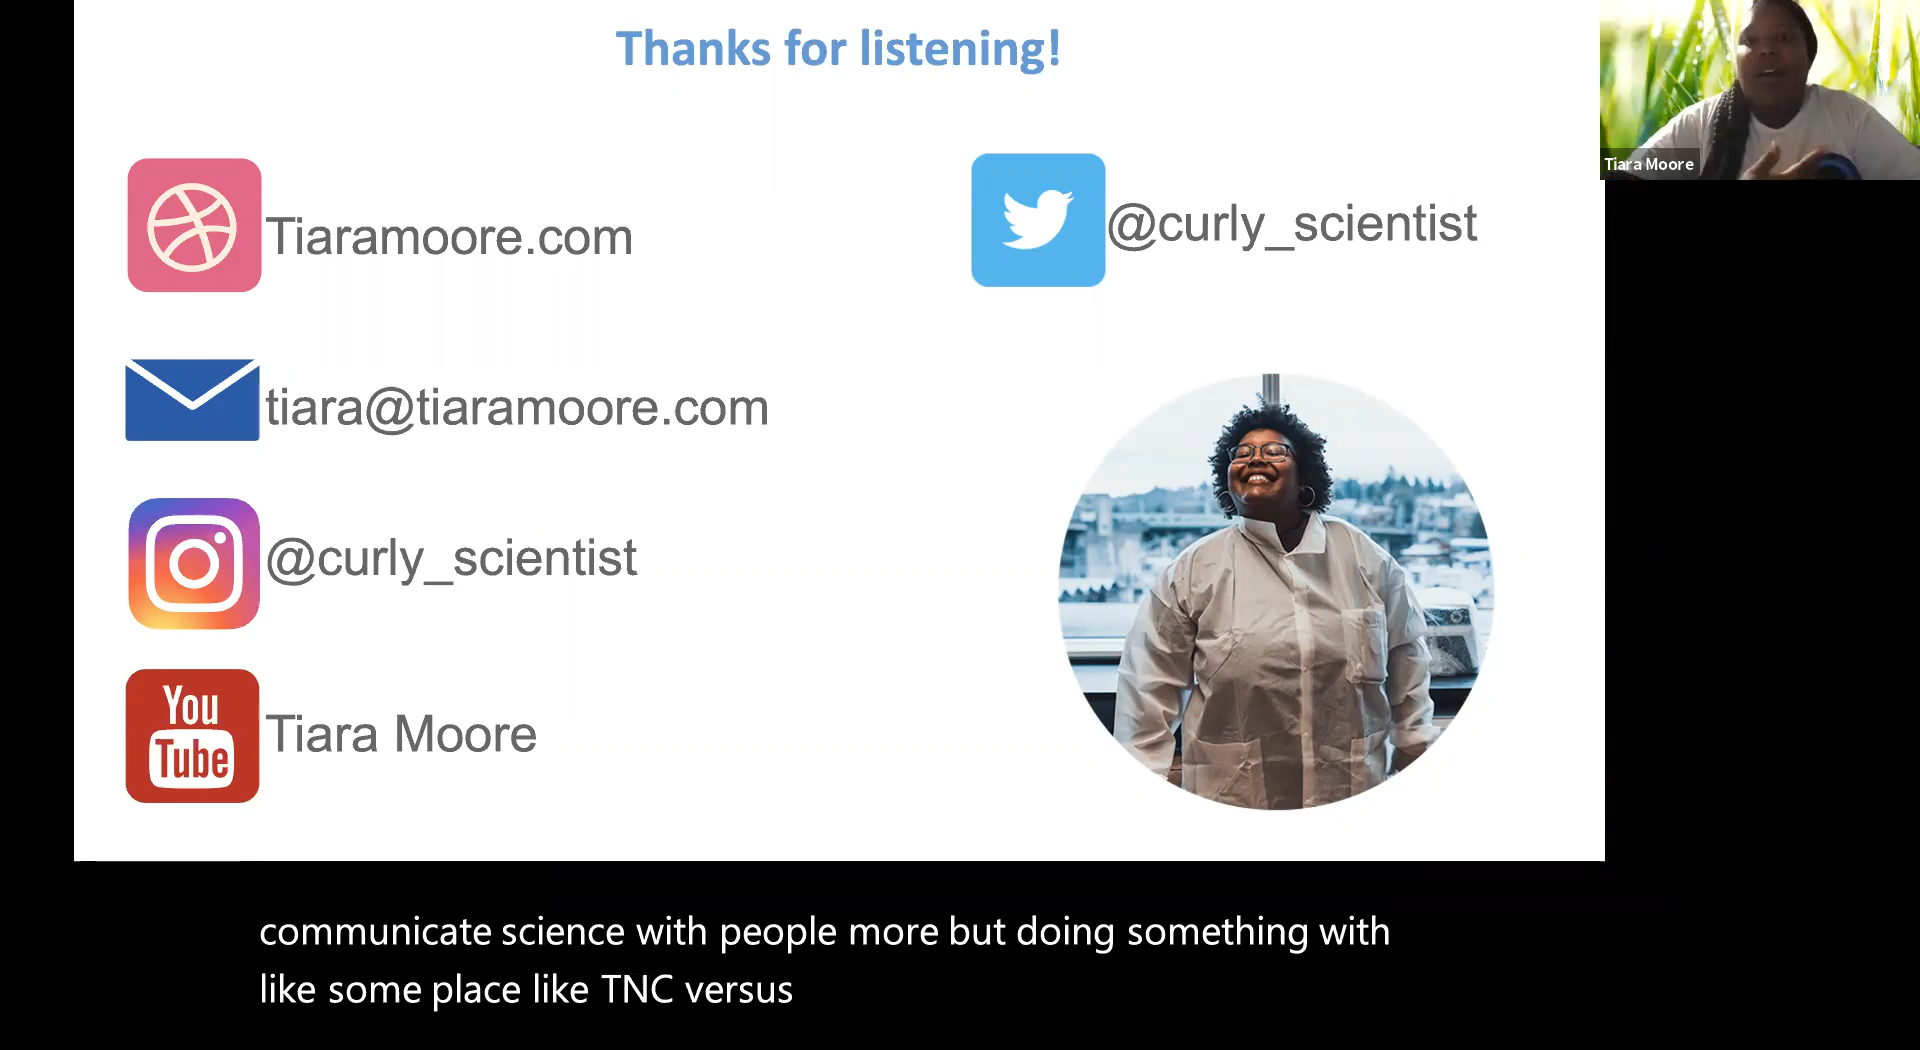 Thanks for listening!
Tiaramoore.com
@curly_scientist
tiara@tiaramoore.com
@curly_scientist
You
Tube
Tiara Moore
Tiara Moore
communicate science with people more but doing something with
like some place like TNC versus